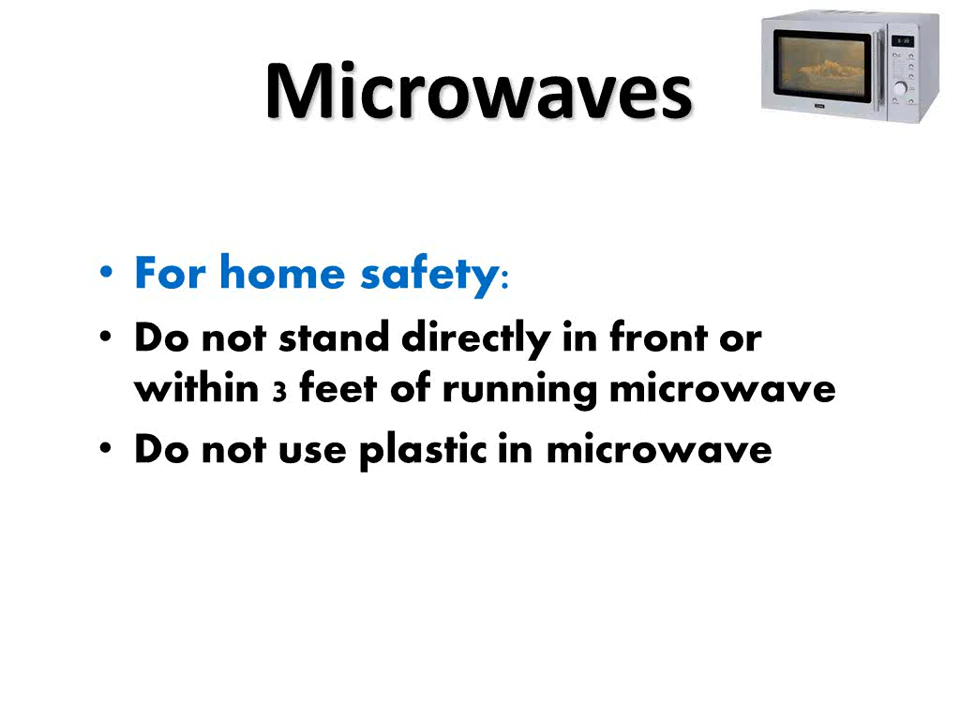 Microwaves
• For home safety:
• Do not stand directly in front or
within 3 feet of running microwave
• Do not use plastic in microwave